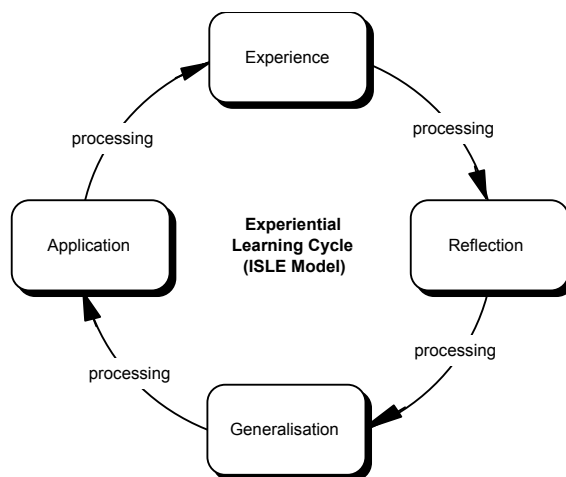 Experience
processing
processing
Experiential
Learning Cycle
(ISLE Model)
Application
Reflection
processing
processing
Generalisation